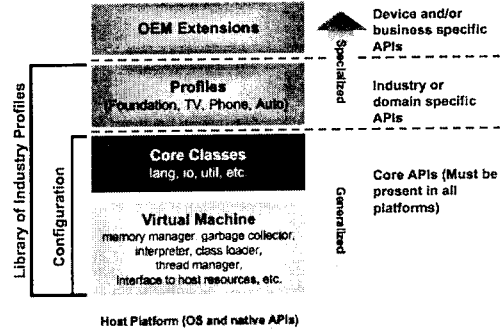 OEM Extensions
Device and/or
business specific
APIs
Specialized
Profiles
(Foundation, TV, Phone, Auto)
Industry or
domain specific
APIs
Library of Industry Profiles
Configuration
Core Classes
lang, io, util, etc.
Core APIs (Must be
present in all
platforms)
Generalized
Virtual Machine
memory manager, garbage collector,
interpreter, class loader,
thread manager,
Interface to host resources, etc.
Host Platform (OS and native APIs)